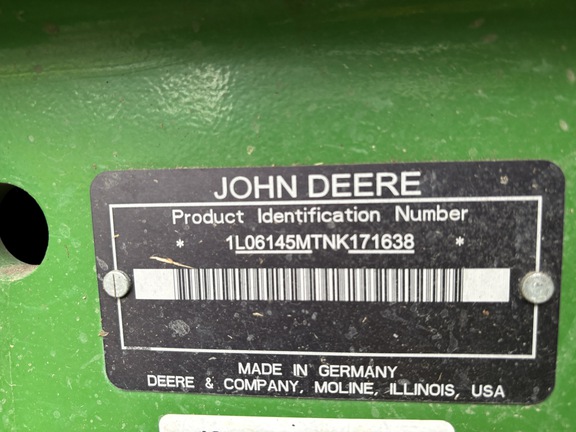 JOHN DEERE
Product Identification Number
* 1L06145MTNK171638 *
MADE IN GERMANY
DEERE & COMPANY, MOLINE, ILLINOIS, USA